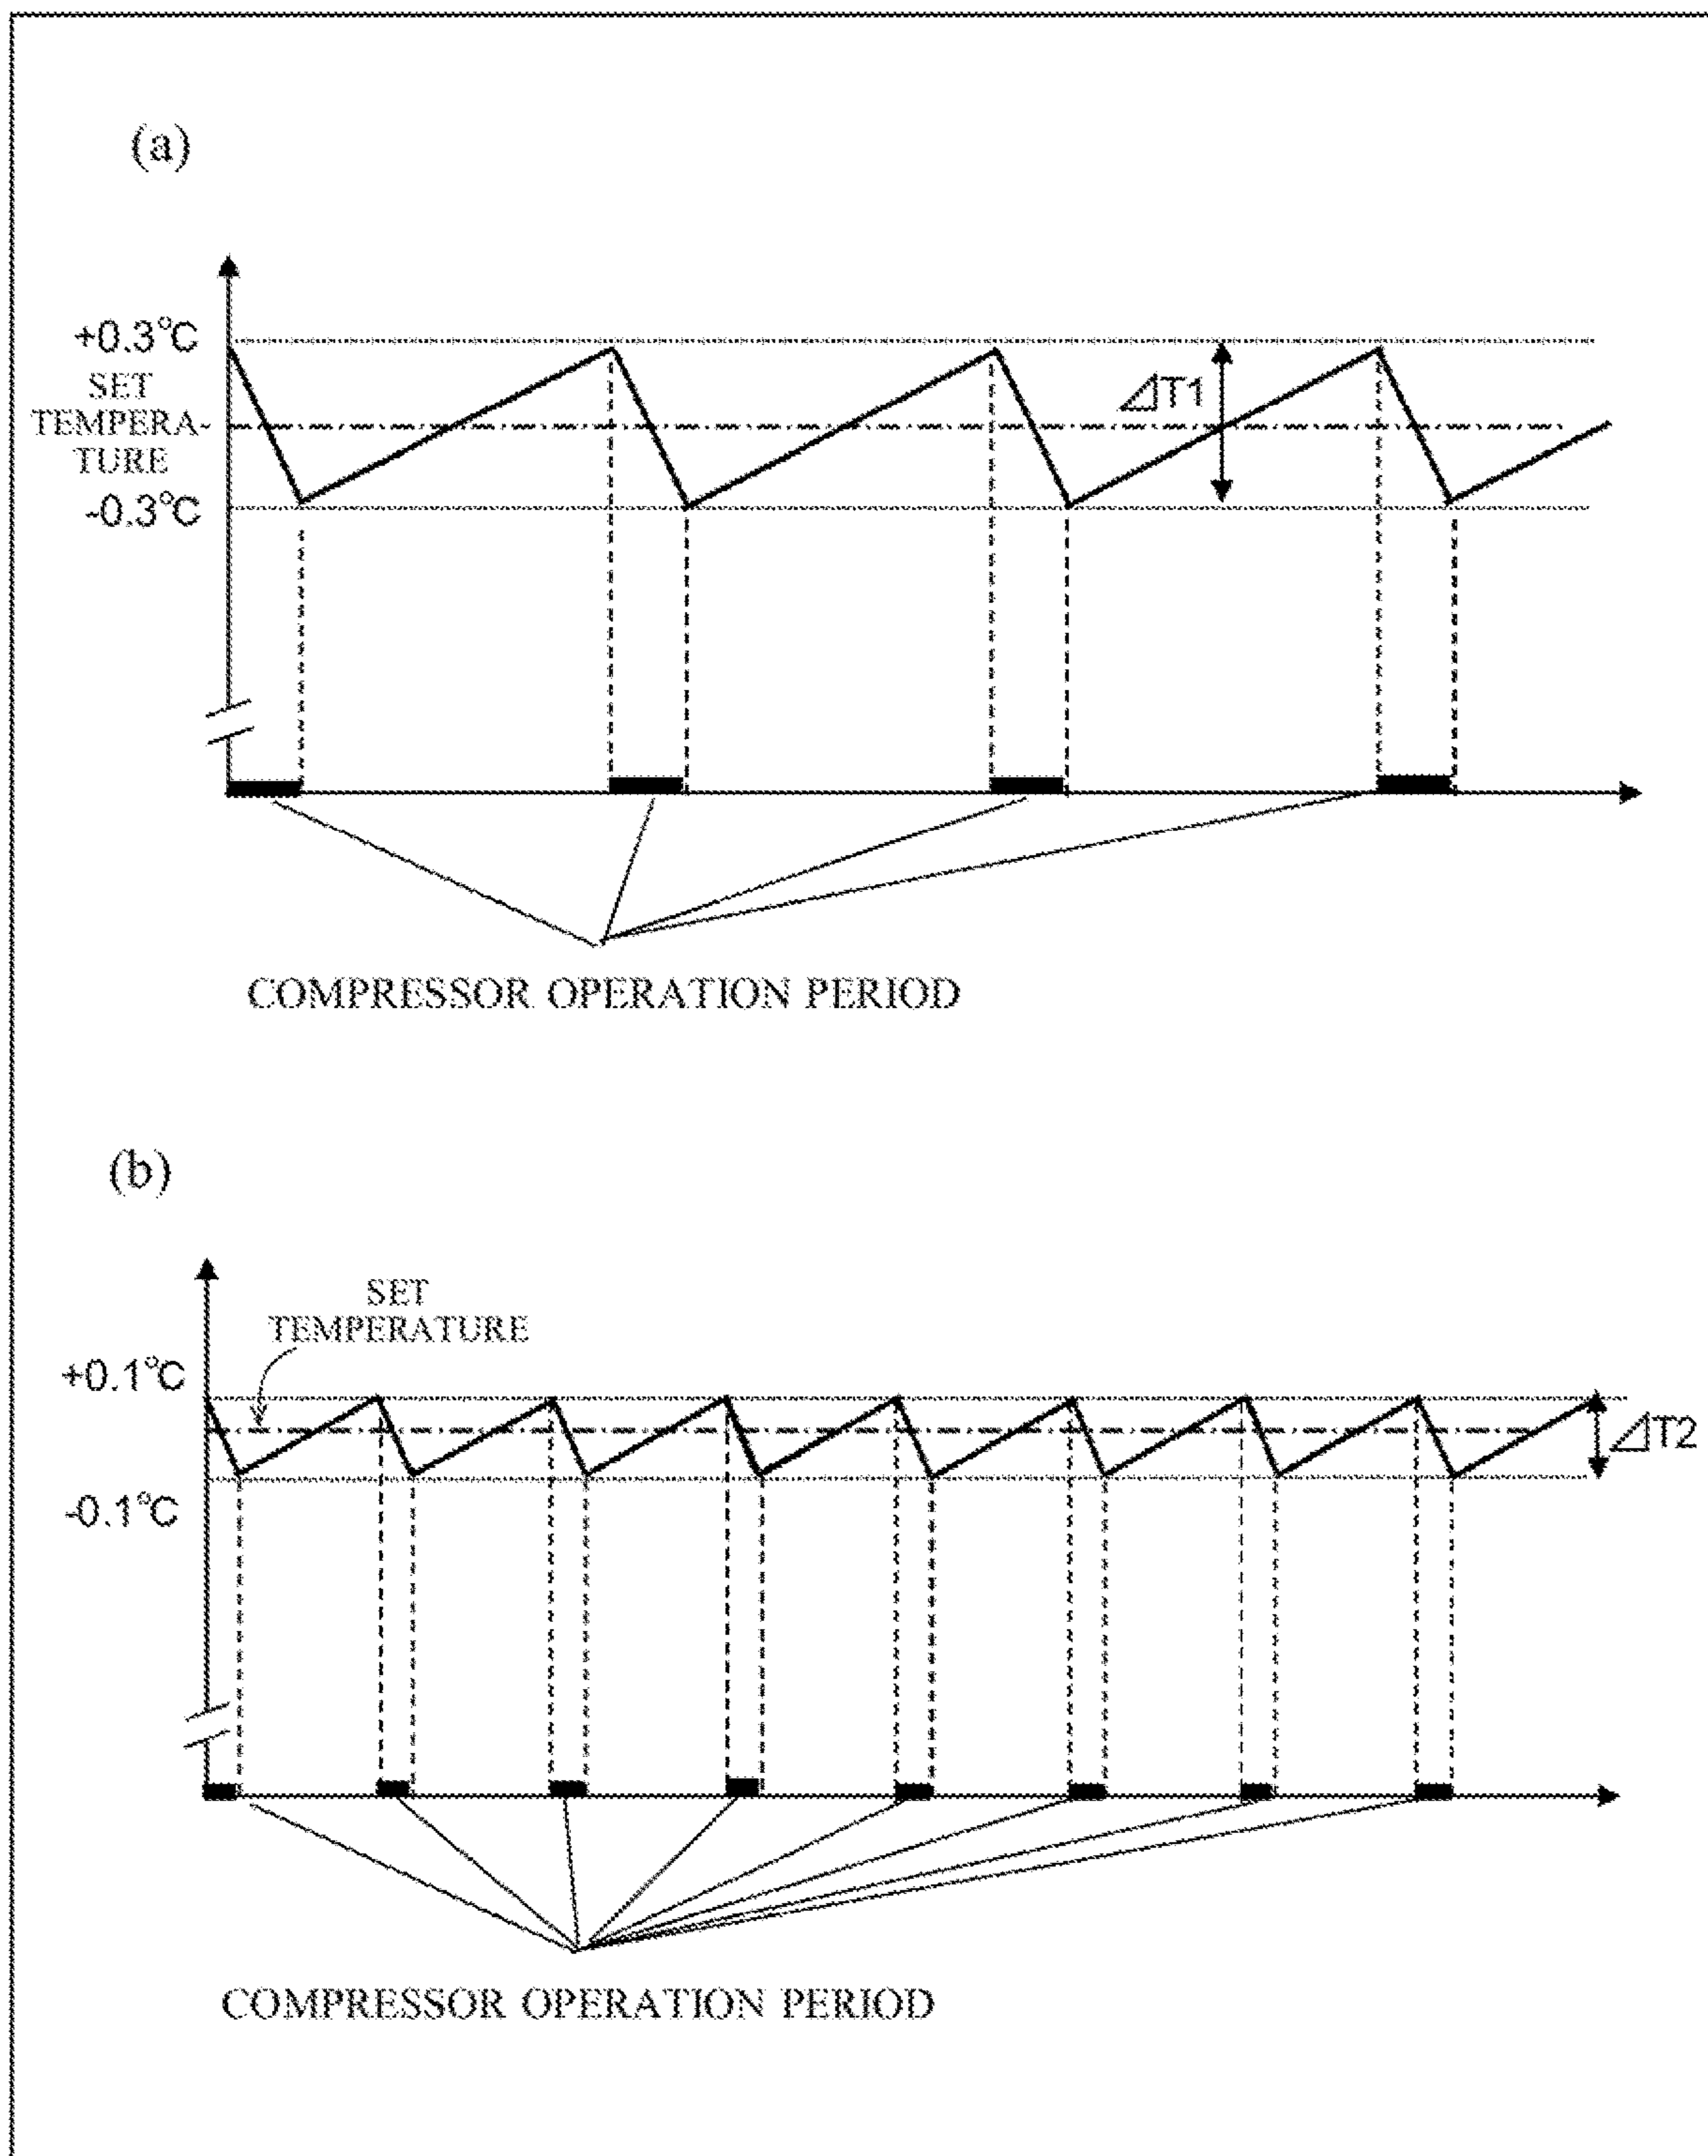 (a)
+0.3°C
SET
TEMPERA-
TURE
-0.3°C
⊿T1
COMPRESSOR OPERATION PERIOD
(b)
SET
TEMPERATURE
+0.1°C
-0.1°C
⊿T2
COMPRESSOR OPERATION PERIOD